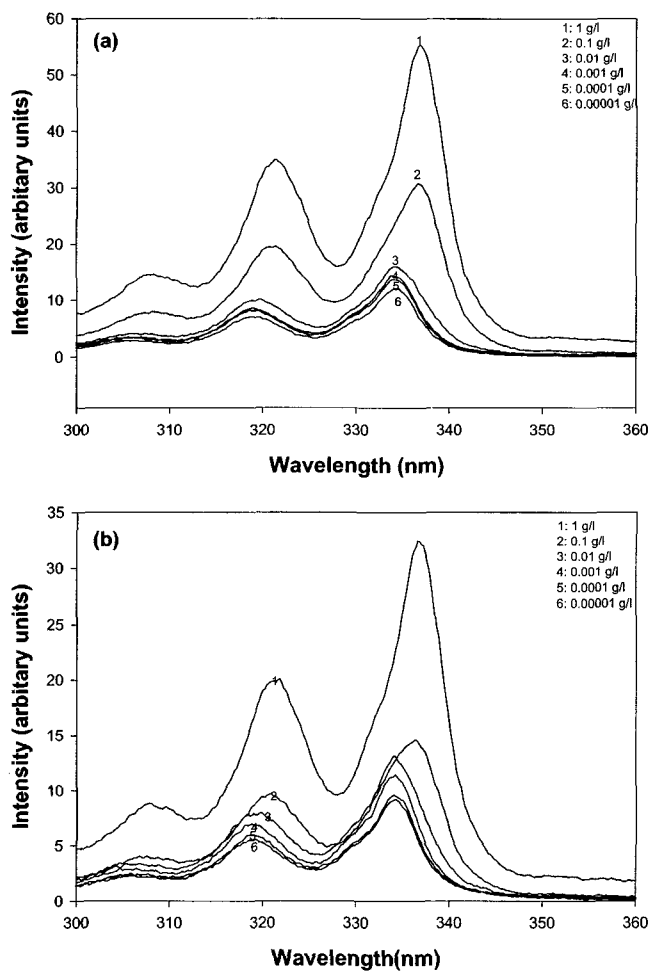 (a)
1: 1 g/l
2: 0.1 g/l
3: 0.01 g/l
4: 0.001 g/l
5: 0.0001 g/l
6: 0.00001 g/l
60
50
40
30
20
10
0
Intensity (arbitary units)
1
2
3
4
5
6
300 310 320 330 340 350 360
Wavelength (nm)
(b)
1: 1 g/l
2: 0.1 g/l
3: 0.01 g/l
4: 0.001 g/l
5: 0.0001 g/l
6: 0.00001 g/l
35
30
25
20
15
10
5
0
Intensity (arbitary units)
1
2
3
4
5
6
300 310 320 330 340 350 360
Wavelength(nm)